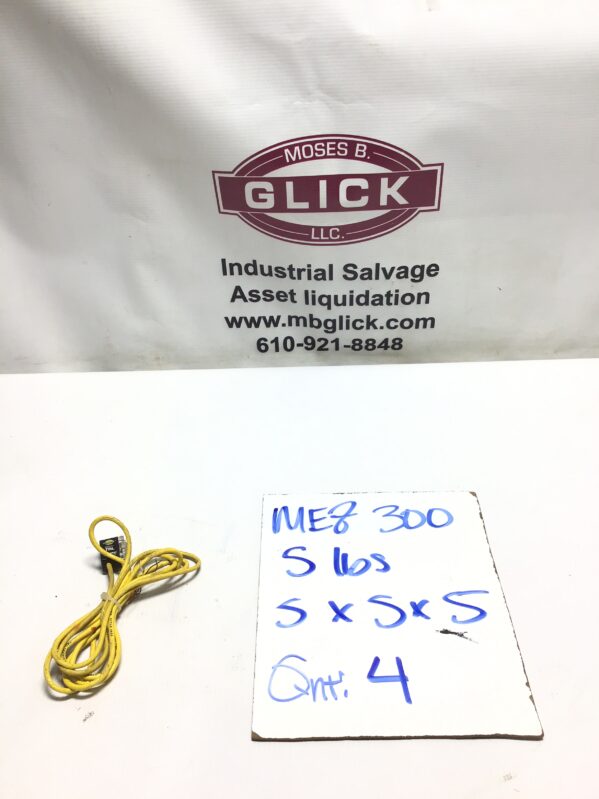 MOSES B.
GLICK
LLC.
Industrial Salvage
Asset liquidation
www.mbglick.com
610-921-8848
ME8 300
5 lbs
5 x 5 x 5
Qnt. 4